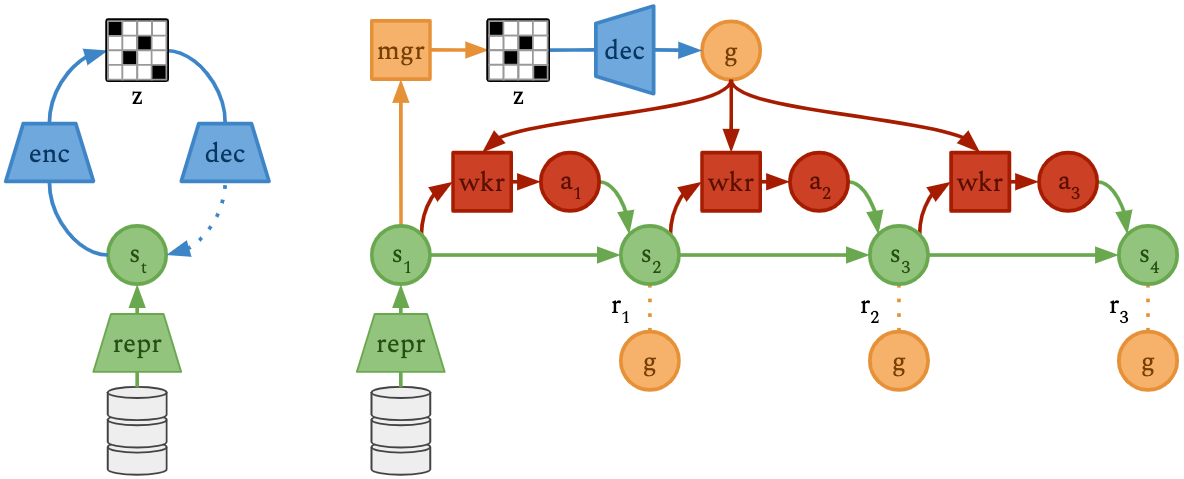 z
enc
dec
s_t
repr
mgr
z
dec
g
wkr
a_1
wkr
a_2
wkr
a_3
s_1
s_2
s_3
s_4
r_1
r_2
r_3
repr
g
g
g